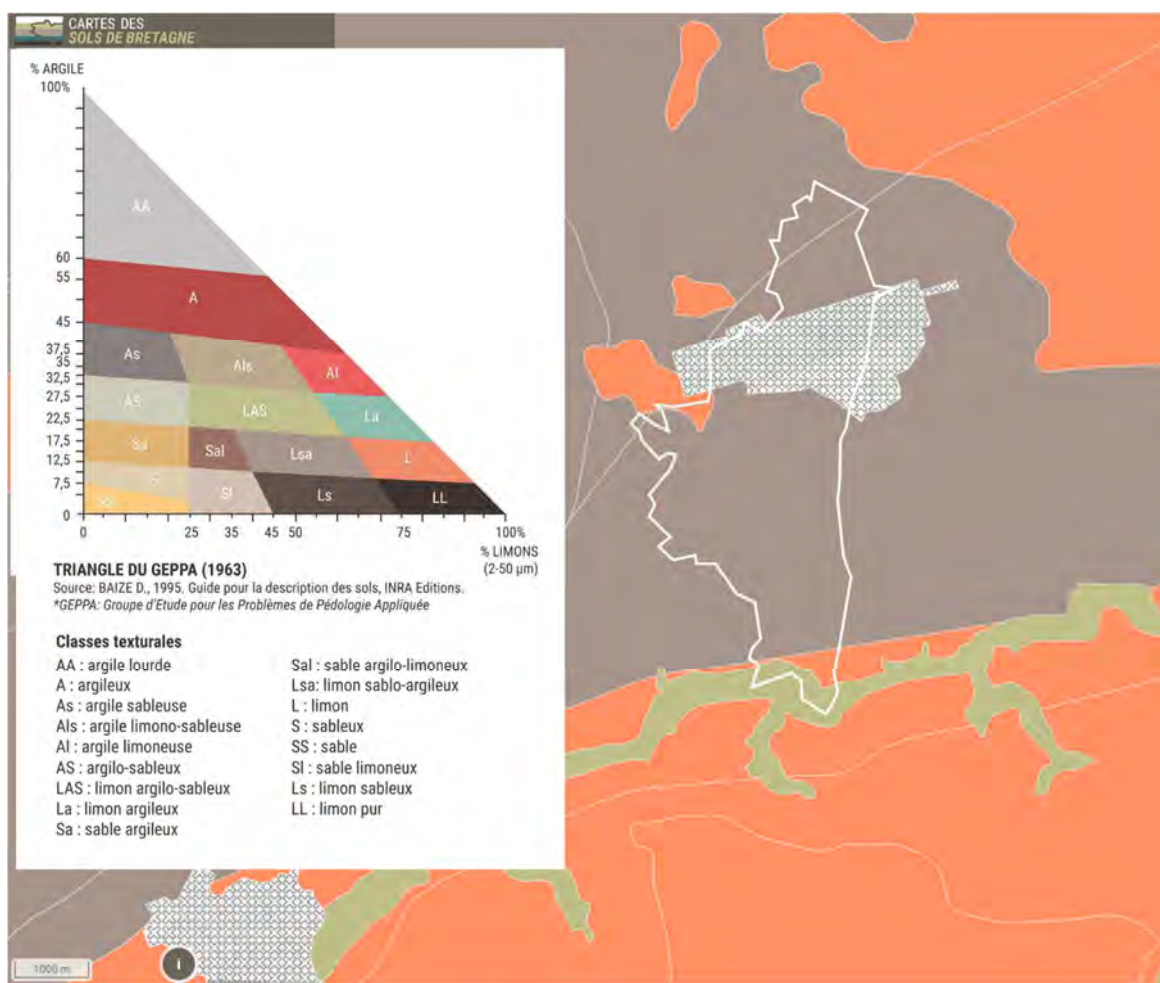 CARTES DES
SOLS DE BRETAGNE
% ARGILE
100%
AA
60
55
A
45
37,5
35
32,5
As
Als
Al
27,5
22,5
AS
LAS
La
17,5
12,5
Sa
Sal
Lsa
L
7,5
S
SS
Sl
Ls
LL
0
0 25 35 45 50 75 100%
% LIMONS
(2-50 µm)
TRIANGLE DU GEPPA (1963)
Source: BAIZE D., 1995. Guide pour la description des sols, INRA Editions.
*GEPPA: Groupe d'Etude pour les Problèmes de Pédologie Appliquée
Classes texturales
AA : argile lourde
A : argileux
As : argile sableuse
Als : argile limono-sableuse
Al : argile limoneuse
AS : argilo-sableux
LAS : limon argilo-sableux
La : limon argileux
Sa : sable argileux
Sal : sable argilo-limoneux
Lsa: limon sablo-argileux
L : limon
S : sableux
SS : sable
Sl : sable limoneux
Ls : limon sableux
LL : limon pur
1000 m
i